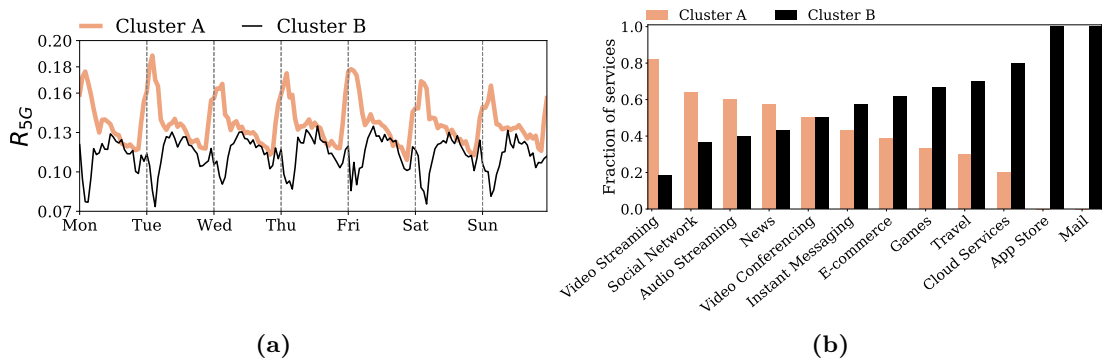 Cluster A Cluster B
0.20
0.18
0.16
0.13
0.10
0.07
R5G
Mon Tue Wed Thu Fri Sat Sun
(a)
Cluster A Cluster B
1.0
0.8
0.6
0.4
0.2
0.0
Fraction of services
Video Streaming
Social Network
Audio Streaming
News
Video Conferencing
Instant Messaging
E-commerce
Games
Travel
Cloud Services
App Store
Mail
(b)